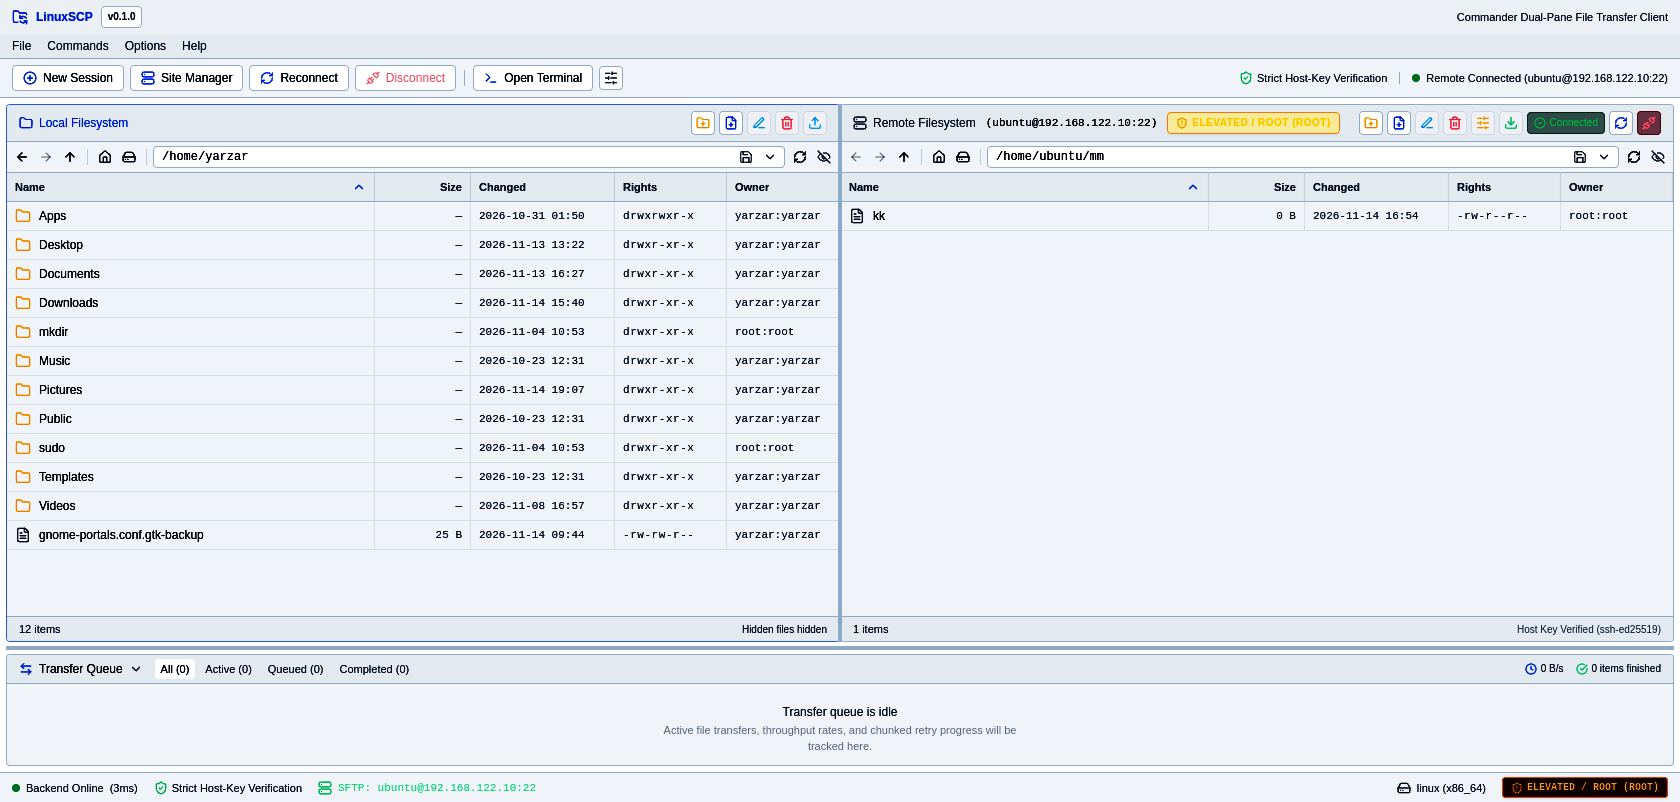 LinuxSCP v0.1.0 Commander Dual-Pane File Transfer Client
File Commands Options Help
New Session Site Manager Reconnect Disconnect Open Terminal Strict Host-Key Verification Remote Connected (ubuntu@192.168.122.10:22)
Local Filesystem
/home/yarzar
Name Size Changed Rights Owner
Apps — 2026-10-31 01:50 drwxrwxr-x yarzar:yarzar
Desktop — 2026-11-13 13:22 drwxr-xr-x yarzar:yarzar
Documents — 2026-11-13 16:27 drwxr-xr-x yarzar:yarzar
Downloads — 2026-11-14 15:40 drwxr-xr-x yarzar:yarzar
mkdir — 2026-11-04 10:53 drwxr-xr-x root:root
Music — 2026-10-23 12:31 drwxr-xr-x yarzar:yarzar
Pictures — 2026-11-14 19:07 drwxr-xr-x yarzar:yarzar
Public — 2026-10-23 12:31 drwxr-xr-x yarzar:yarzar
sudo — 2026-11-04 10:53 drwxr-xr-x root:root
Templates — 2026-10-23 12:31 drwxr-xr-x yarzar:yarzar
Videos — 2026-11-08 16:57 drwxr-xr-x yarzar:yarzar
gnome-portals.conf.gtk-backup 25 B 2026-11-14 09:44 -rw-rw-r-- yarzar:yarzar
12 items Hidden files hidden
Remote Filesystem (ubuntu@192.168.122.10:22) ELEVATED / ROOT (ROOT) Connected
/home/ubuntu/mm
Name Size Changed Rights Owner
kk 0 B 2026-11-14 16:54 -rw-r--r-- root:root
1 items Host Key Verified (ssh-ed25519)
Transfer Queue All (0) Active (0) Queued (0) Completed (0) 0 B/s 0 items finished
Transfer queue is idle
Active file transfers, throughput rates, and chunked retry progress will be
tracked here.
Backend Online (3ms) Strict Host-Key Verification SFTP: ubuntu@192.168.122.10:22 linux (x86_64) ELEVATED / ROOT (ROOT)